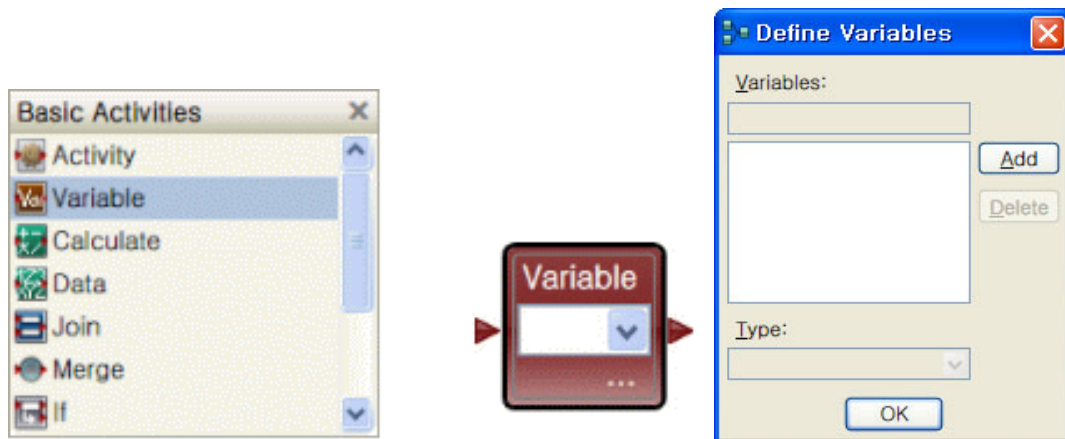 Basic Activities
Activity
Variable
Calculate
Data
Join
Merge
If
Variable
...
Define Variables
Variables:
Add
Delete
Type:
OK